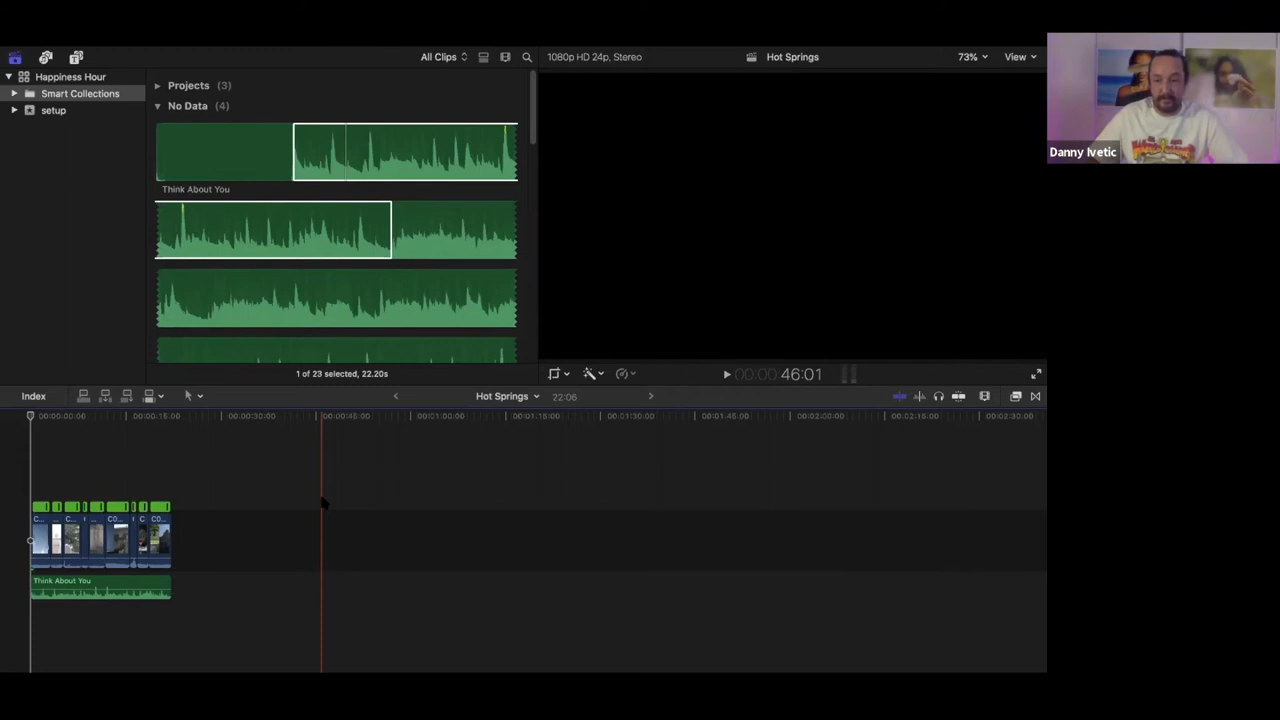 All Clips
1080p HD 24p, Stereo
Hot Springs
73%
View
Happiness Hour
Smart Collections
setup
Projects (3)
No Data (4)
Think About You
1 of 23 selected, 22.20s
00:00:46:01
Danny Ivetic
Index
Hot Springs
22:06
00:00:00:00
00:00:15:00
00:00:30:00
00:00:45:00
00:01:00:00
00:01:15:00
00:01:30:00
00:01:45:00
00:02:00:00
00:02:15:00
00:02:30:00
C...
C...
C0...
C
C0...
Think About You